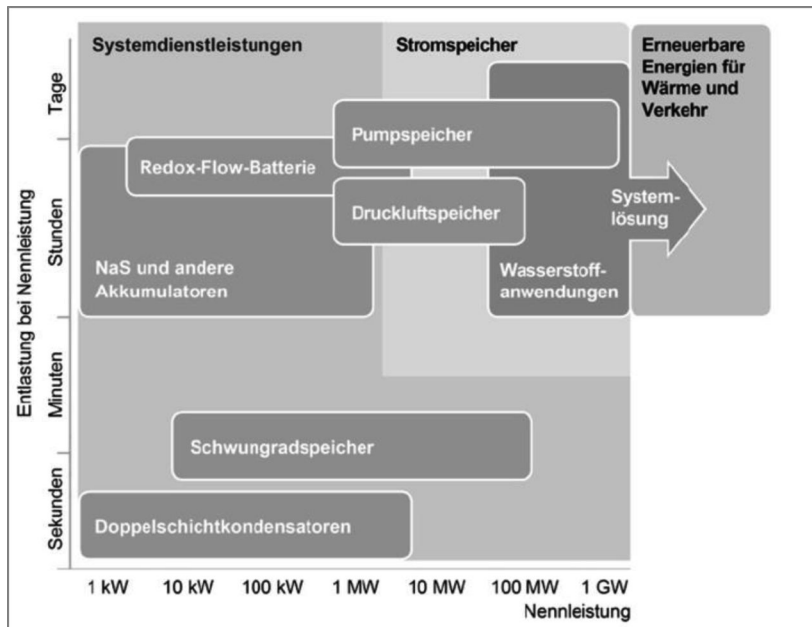 Systemdienstleistungen
Stromspeicher
Erneuerbare
Energien für
Wärme und
Verkehr
Pumpspeicher
Redox-Flow-Batterie
Druckluftspeicher
System-
lösung
NaS und andere
Akkumulatoren
Wasserstoff-
anwendungen
Schwungradspeicher
Doppelschichtkondensatoren
Entlastung bei Nennleistung
Tage
Stunden
Minuten
Sekunden
1 kW 10 kW 100 kW 1 MW 10 MW 100 MW 1 GW
Nennleistung